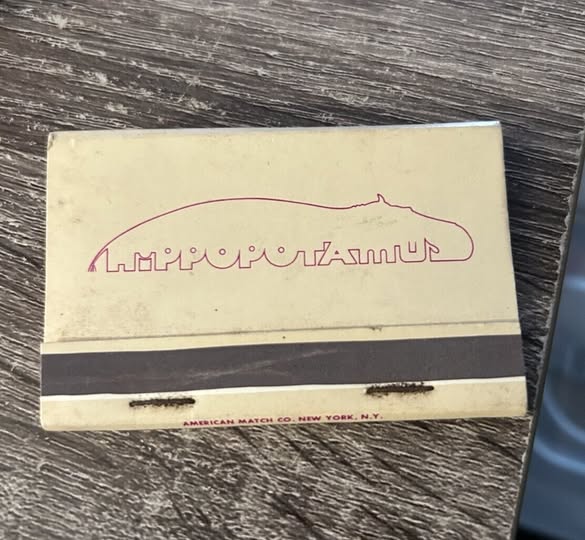 HIPPOPOTAMUS
AMERICAN MATCH CO. NEW YORK, N.Y.